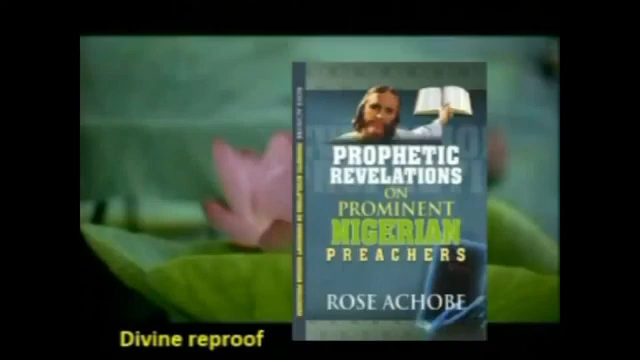 PROPHETIC
REVELATIONS
ON
PROMINENT
NIGERIAN
PREACHERS
ROSE ACHOBE
Divine reproof